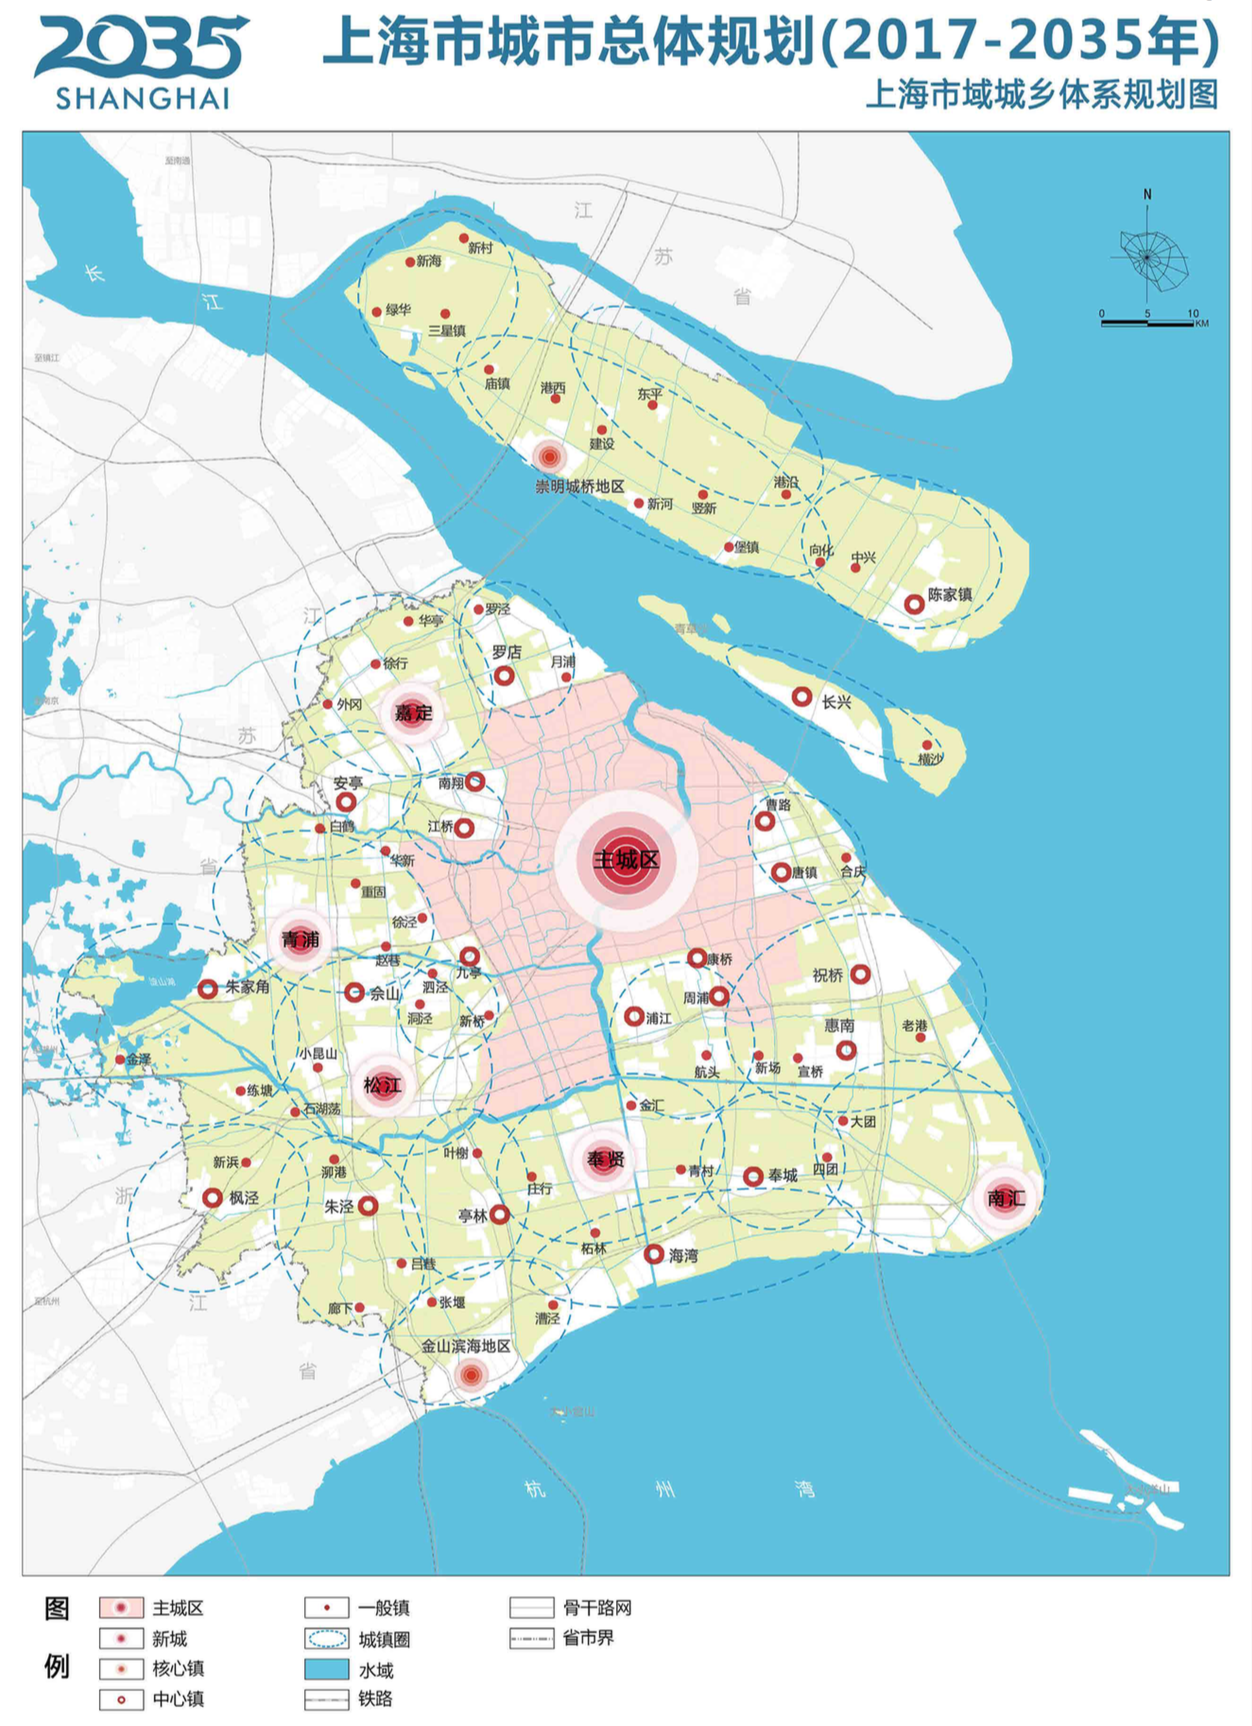 2035
SHANGHAI
上海市城市总体规划(2017-2035年)
上海市域城乡体系规划图
至南通
江
苏
省
N
0 5 10
KM
长
江
新村
新海
绿华
三星镇
至镇江
庙镇
港西
东平
建设
崇明城桥地区
新河
竖新
港沿
堡镇
向化
中兴
陈家镇
江
罗泾
华亭
罗店
月浦
徐行
外冈
嘉定
长兴
横沙
苏
安亭
南翔
江桥
白鹤
曹路
主城区
唐镇
合庆
省
华新
重固
徐泾
青浦
赵巷
九亭
泗泾
康桥
周浦
祝桥
朱家角
佘山
洞泾
新桥
浦江
惠南
老港
金泽
小昆山
航头
新场
宣桥
练塘
松江
石湖荡
金汇
大团
叶榭
奉贤
新浜
泖港
青村
奉城
四团
浙
枫泾
朱泾
庄行
亭林
南汇
柘林
海湾
吕巷
至杭州
江
廊下
张堰
漕泾
省
金山滨海地区
杭
州
湾
图
例
主城区
新城
核心镇
中心镇
一般镇
城镇圈
水域
铁路
骨干路网
省市界